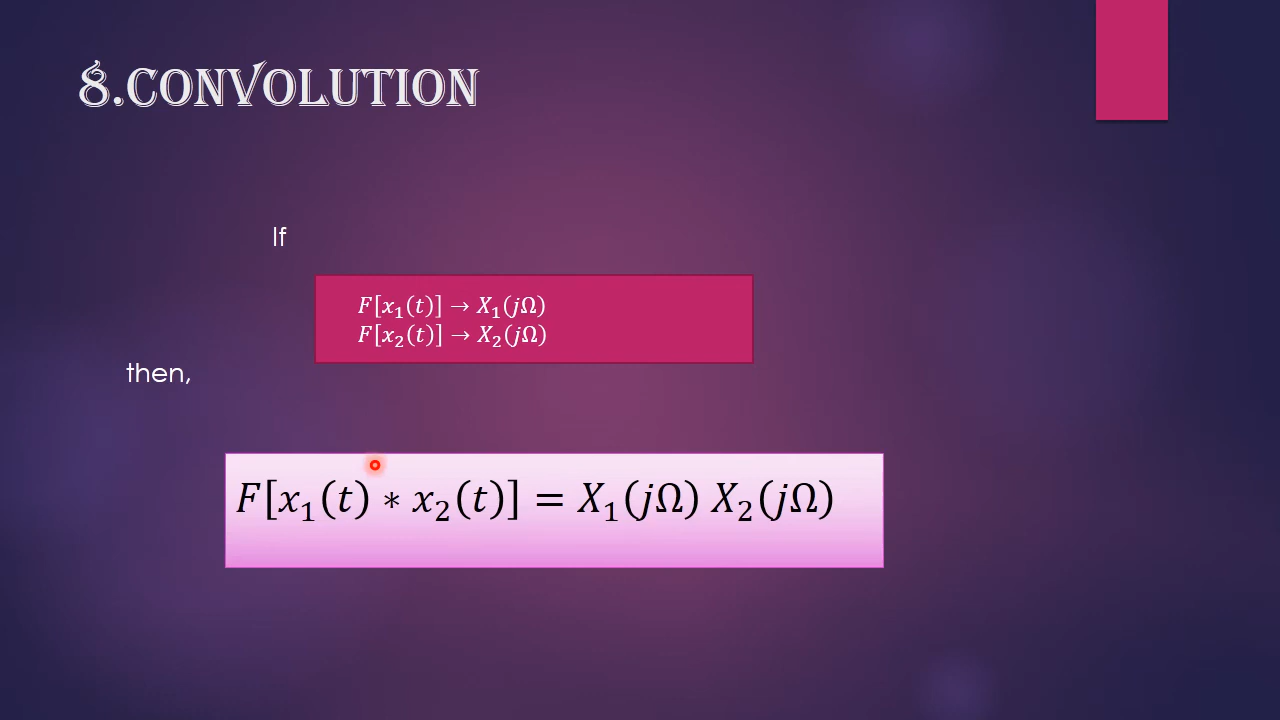 8.CONVOLUTION
If
F[x₁(t)] → X₁(jΩ)
F[x₂(t)] → X₂(jΩ)
then,
F[x₁(t) ∗ x₂(t)] = X₁(jΩ) X₂(jΩ)